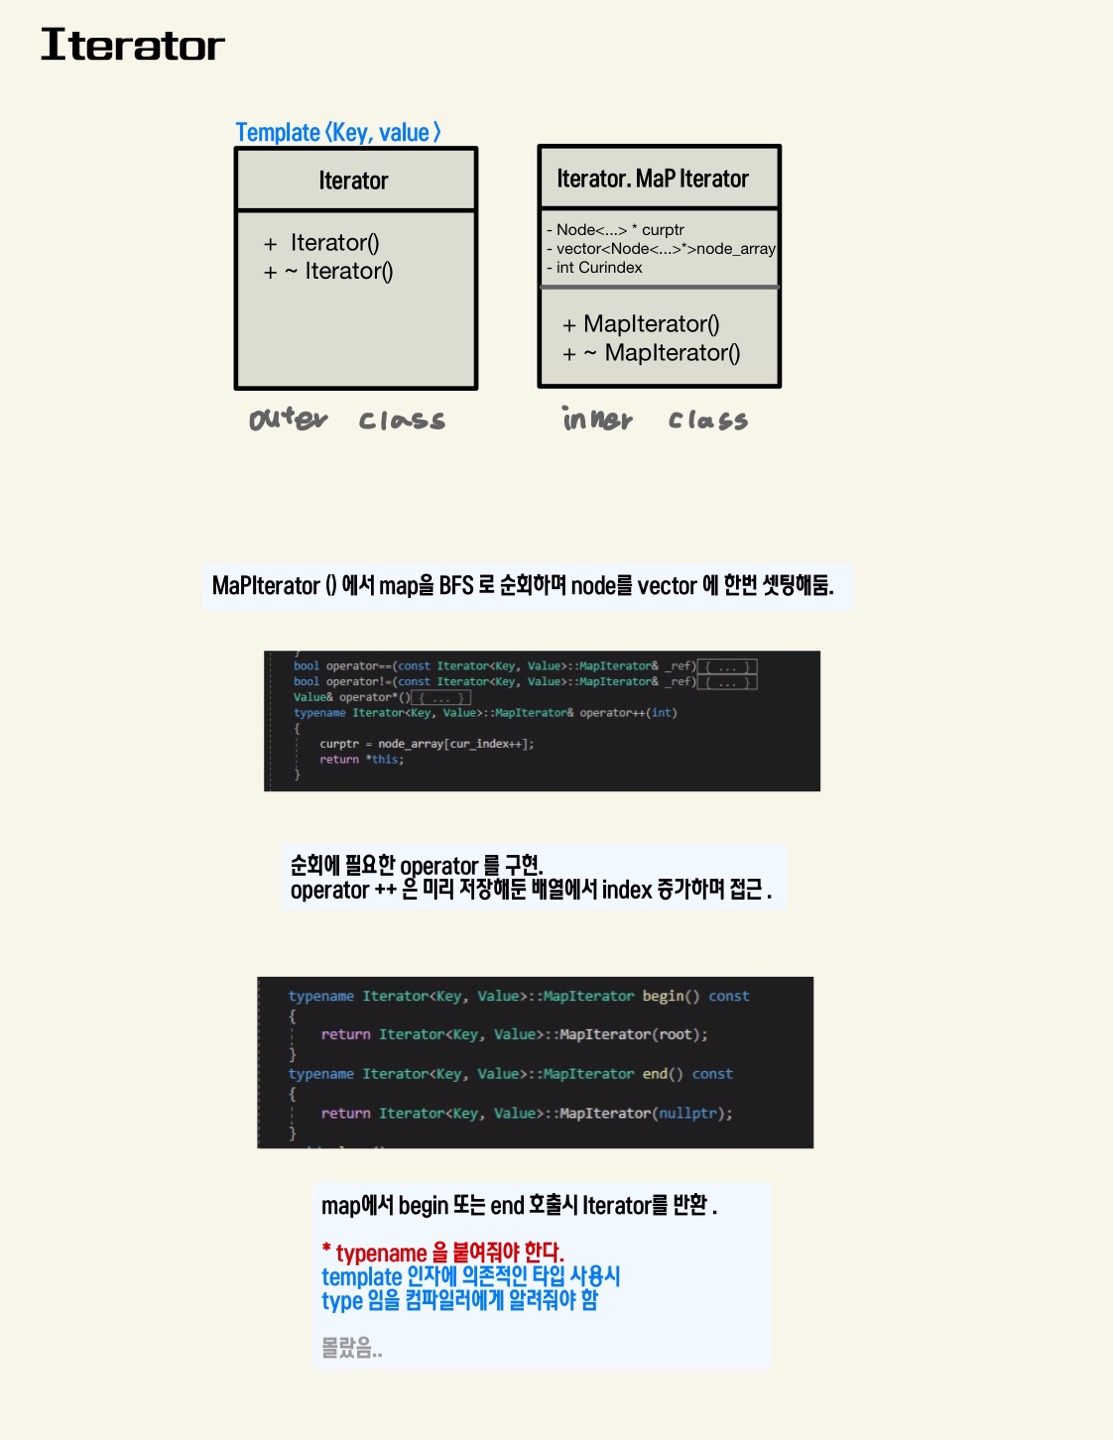 Iterator
Template <Key, value >
Iterator
+ Iterator()
+ ~ Iterator()
outer class
Iterator. MaP Iterator
- Node<...> * curptr
- vector<Node<...>*>node_array
- int Curindex
+ MapIterator()
+ ~ MapIterator()
inner class
MaPIterator () 에서 map을 BFS 로 순회하며 node를 vector 에 한번 셋팅해둠.
}
bool operator==(const Iterator<Key, Value>::MapIterator& _ref){ ... }
bool operator!=(const Iterator<Key, Value>::MapIterator& _ref){ ... }
Value& operator*(){ ... }
typename Iterator<Key, Value>::MapIterator& operator++(int)
{
curptr = node_array[cur_index++];
return *this;
}
순회에 필요한 operator 를 구현.
operator ++ 은 미리 저장해둔 배열에서 index 증가하며 접근 .
typename Iterator<Key, Value>::MapIterator begin() const
{
return Iterator<Key, Value>::MapIterator(root);
}
typename Iterator<Key, Value>::MapIterator end() const
{
return Iterator<Key, Value>::MapIterator(nullptr);
}
map에서 begin 또는 end 호출시 Iterator를 반환 .
* typename 을 붙여줘야 한다.
template 인자에 의존적인 타입 사용시
type 임을 컴파일러에게 알려줘야 함
몰랐음..